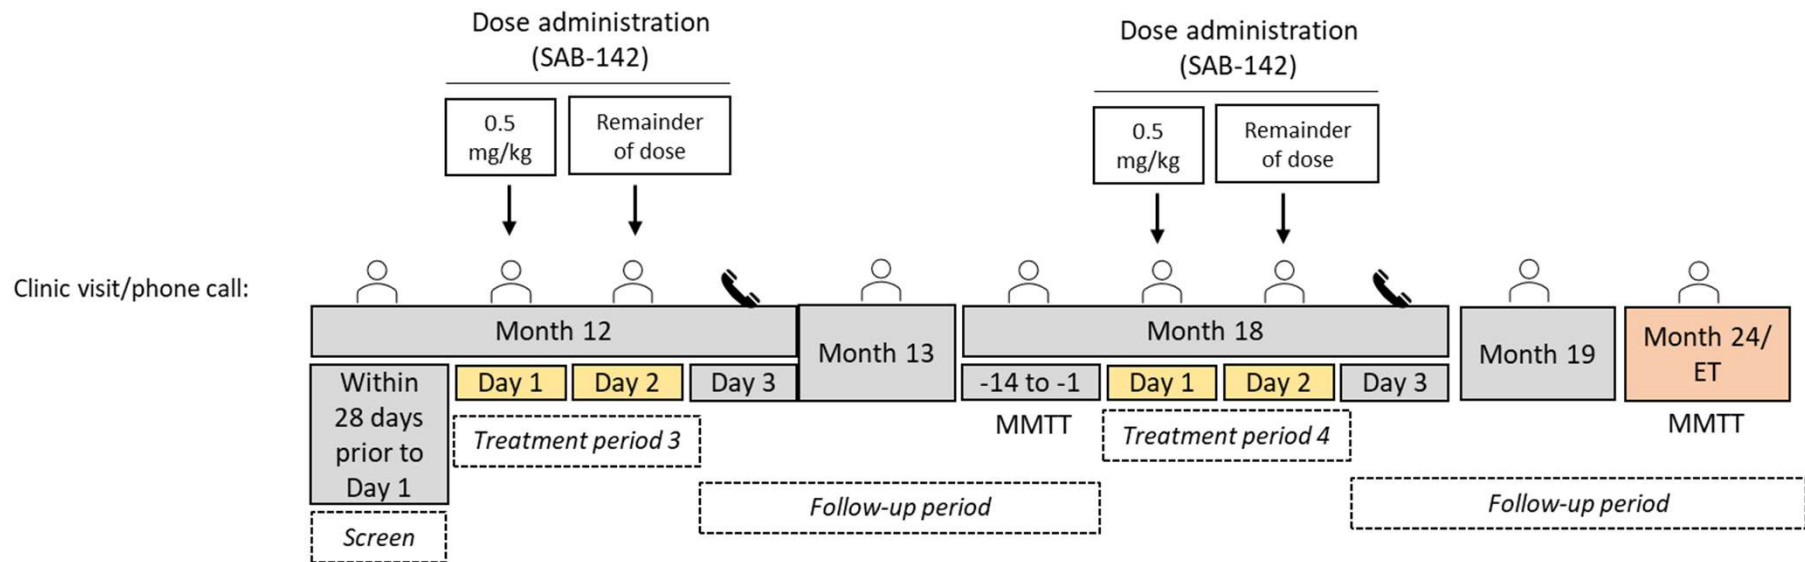 Dose administration
(SAB-142)
0.5
mg/kg
Remainder
of dose
Dose administration
(SAB-142)
0.5
mg/kg
Remainder
of dose
Clinic visit/phone call:
Month 12
Month 13
Month 18
Month 19
Month 24/
ET
Within
28 days
prior to
Day 1
Day 1
Day 2
Day 3
-14 to -1
Day 1
Day 2
Day 3
MMTT
MMTT
Treatment period 3
Treatment period 4
Follow-up period
Follow-up period
Screen